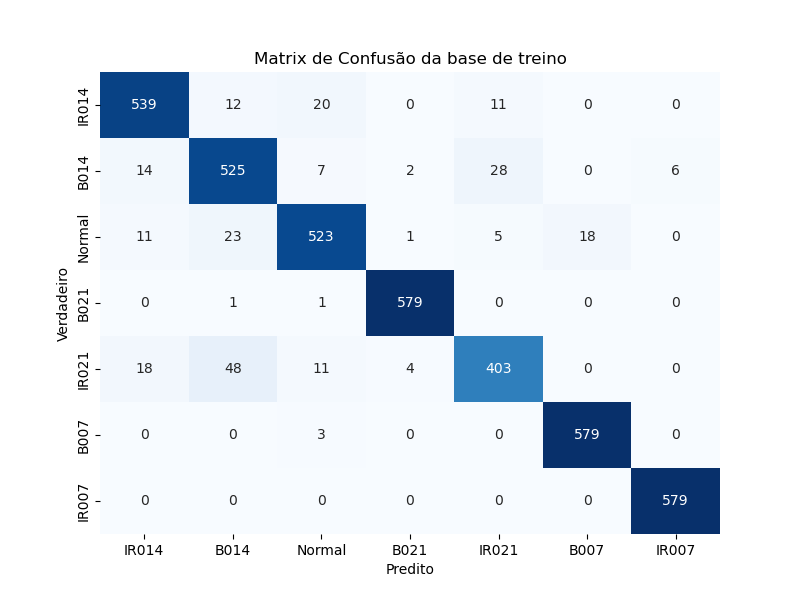 Matrix de Confusão da base de treino
Verdadeiro
IR014 539 12 20 0 11 0 0
B014 14 525 7 2 28 0 6
Normal 11 23 523 1 5 18 0
B021 0 1 1 579 0 0 0
IR021 18 48 11 4 403 0 0
B007 0 0 3 0 0 579 0
IR007 0 0 0 0 0 0 579
IR014 B014 Normal B021 IR021 B007 IR007
Predito